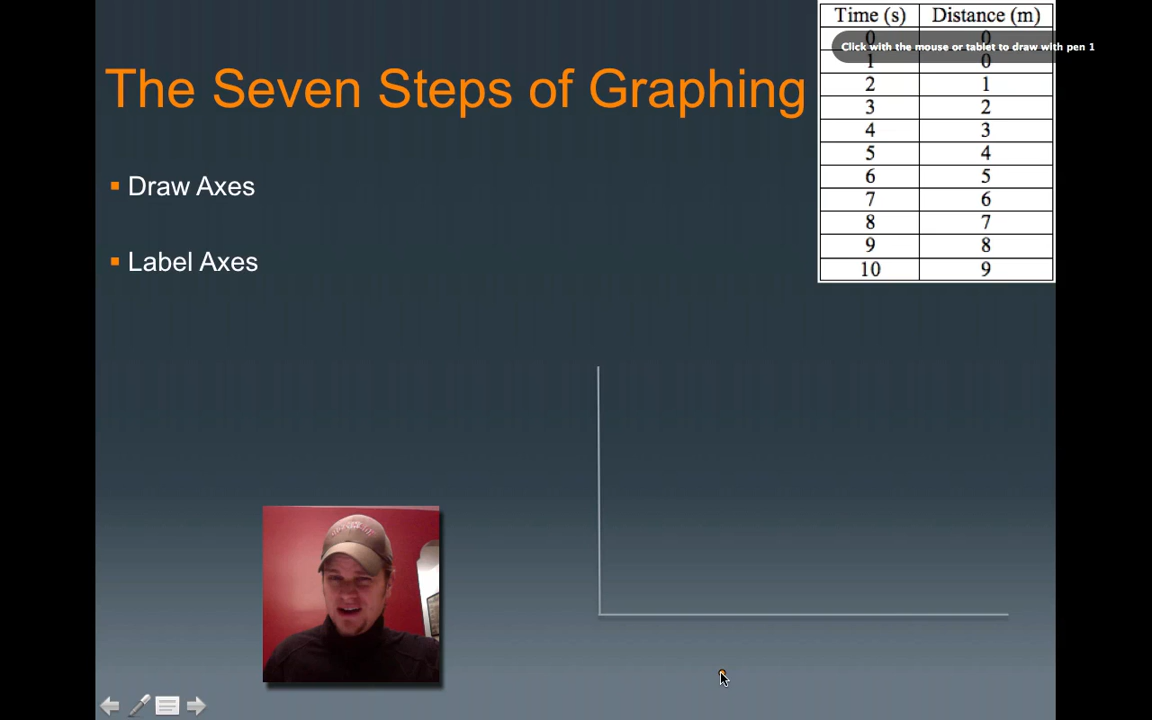 Time (s) Distance (m)
0 0
Click with the mouse or tablet to draw with pen 1
1 0
The Seven Steps of Graphing
2 1
3 2
4 3
5 4
6 5
7 6
8 7
9 8
10 9
Draw Axes
Label Axes